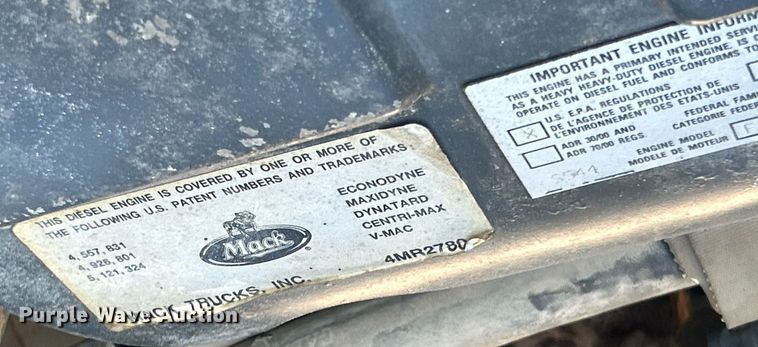 THIS DIESEL ENGINE IS COVERED BY ONE OR MORE OF
THE FOLLOWING U.S. PATENT NUMBERS AND TRADEMARKS:
4,557,831
4,926,801
5,121,324
Mack
ECONODYNE
MAXIDYNE
DYNATARD
CENTRI-MAX
V-MAC
4MR2780
MACK TRUCKS, INC.
IMPORTANT ENGINE INFORM
THIS ENGINE HAS A PRIMARY INTENDED SERVI
AS A HEAVY HEAVY-DUTY DIESEL ENGINE, IS C
OPERATE ON DIESEL FUEL AND CONFORMS TO
X
U.S. E.P.A. REGULATIONS
DE L'AGENCE DE PROTECTION DE
L'ENVIRONNEMENT DES ETATS-UNIS
ADR 30/00 AND
ADR 70/00 REGS.
FEDERAL FAMI
CATEGORIE FEDER
ENGINE MODEL
MODELE DE MOTEUR
Purple Wave Auction